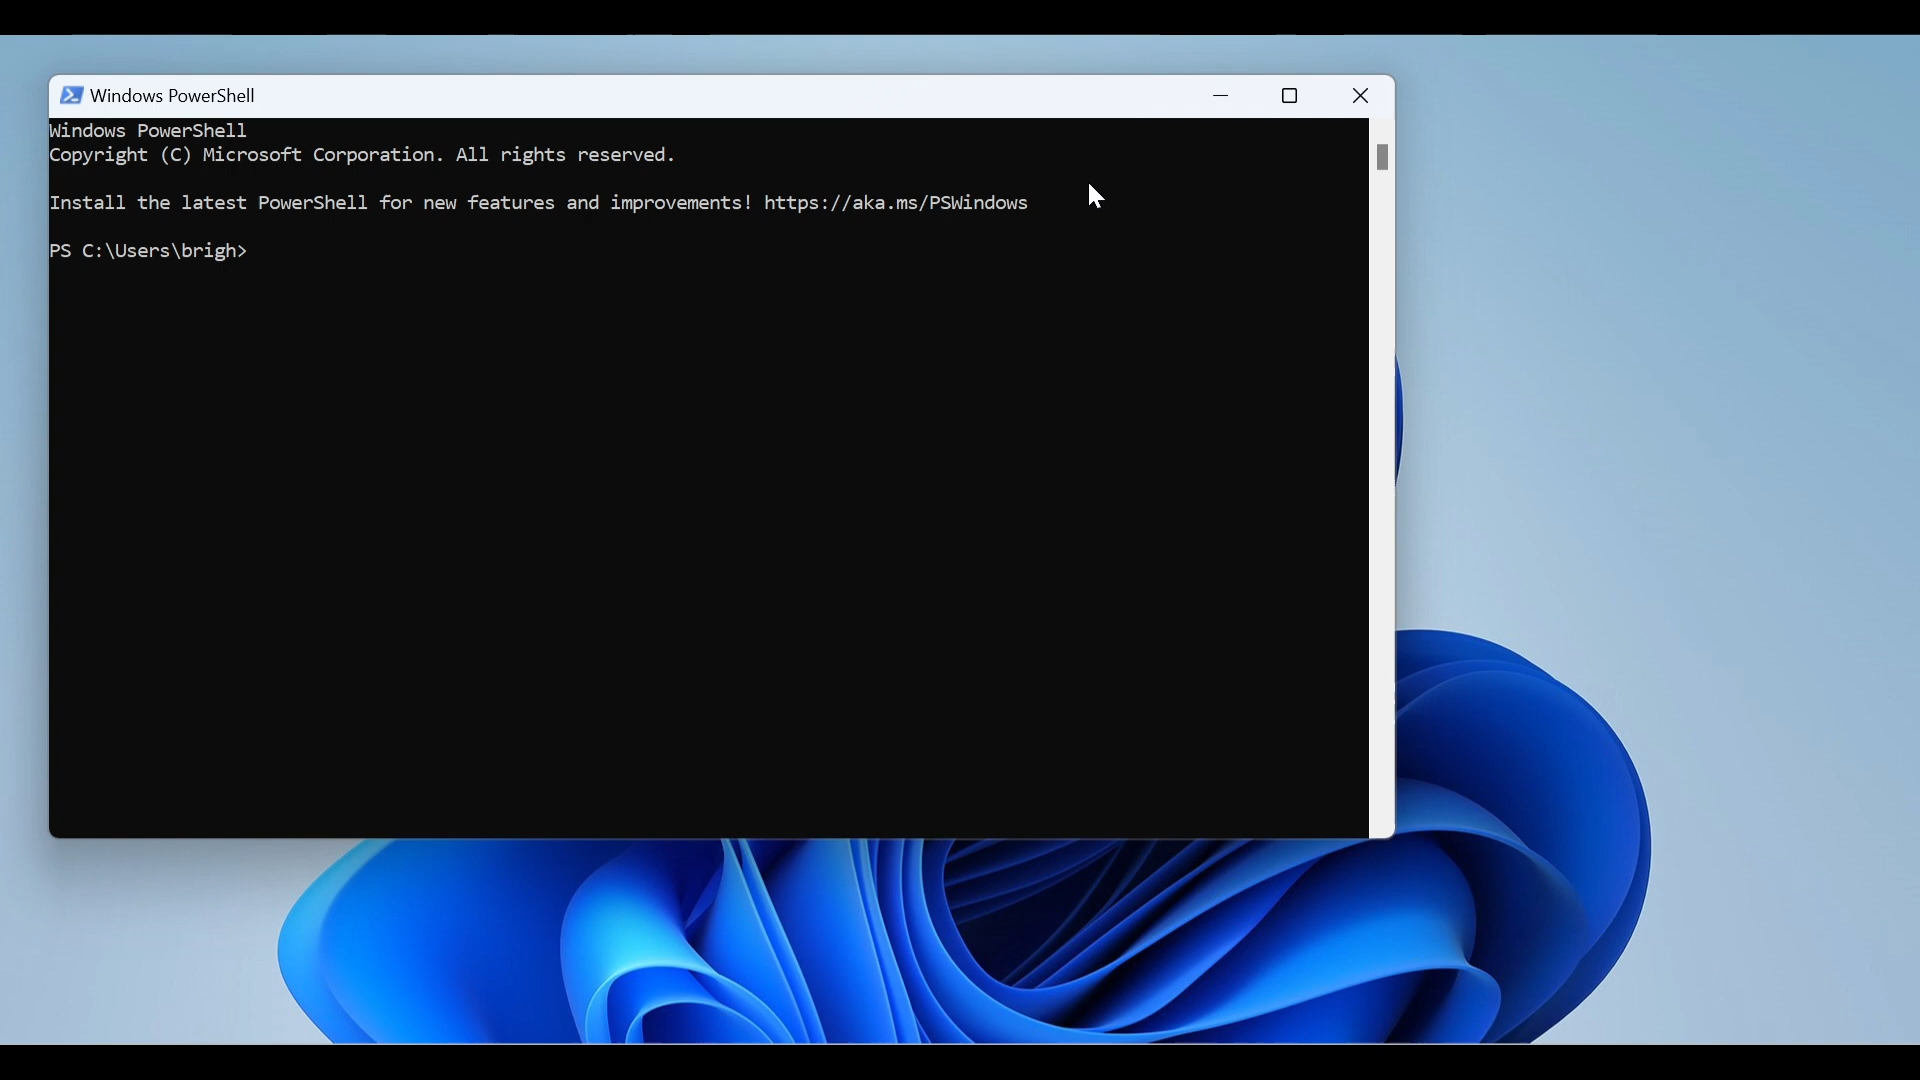 Windows PowerShell
Windows PowerShell
Copyright (C) Microsoft Corporation. All rights reserved.
Install the latest PowerShell for new features and improvements! https://aka.ms/PSWindows
PS C:\Users\brigh>